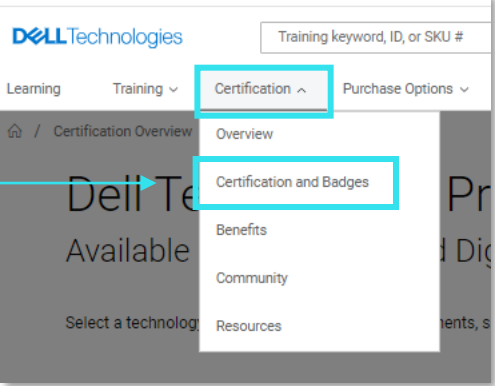 DELLTechnologies
Training keyword, ID, or SKU #
Learning Training Certification Purchase Options
/ Certification Overview
Overview
Certification and Badges
Dell Te Pr
Benefits
Available d Dig
Community
Select a technology ents, s
Resources